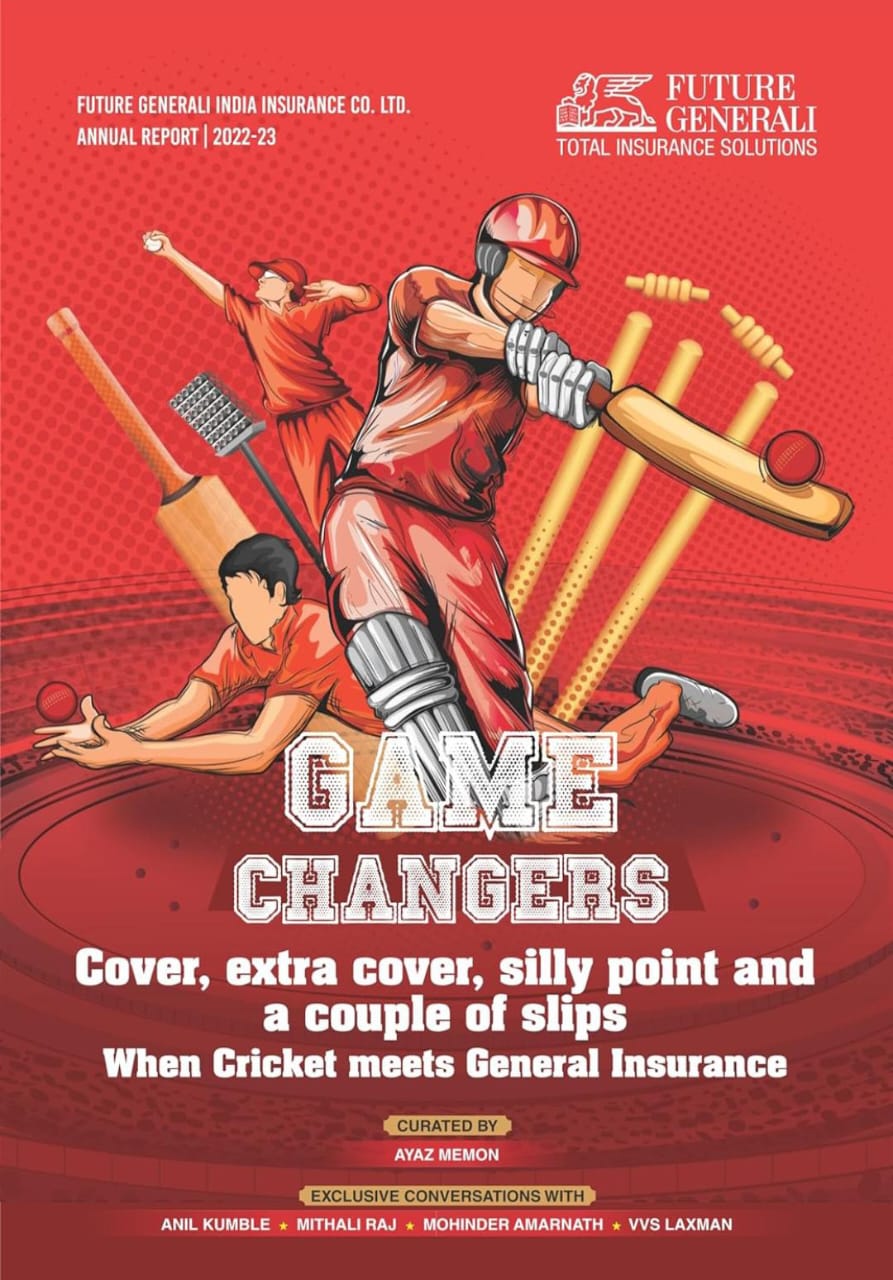 FUTURE GENERALI INDIA INSURANCE CO. LTD.
ANNUAL REPORT | 2022-23
FUTURE
GENERALI
TOTAL INSURANCE SOLUTIONS
GAME
CHANGERS
Cover, extra cover, silly point and
a couple of slips
When Cricket meets General Insurance
CURATED BY
AYAZ MEMON
EXCLUSIVE CONVERSATIONS WITH
ANIL KUMBLE ★ MITHALI RAJ ★ MOHINDER AMARNATH ★ VVS LAXMAN